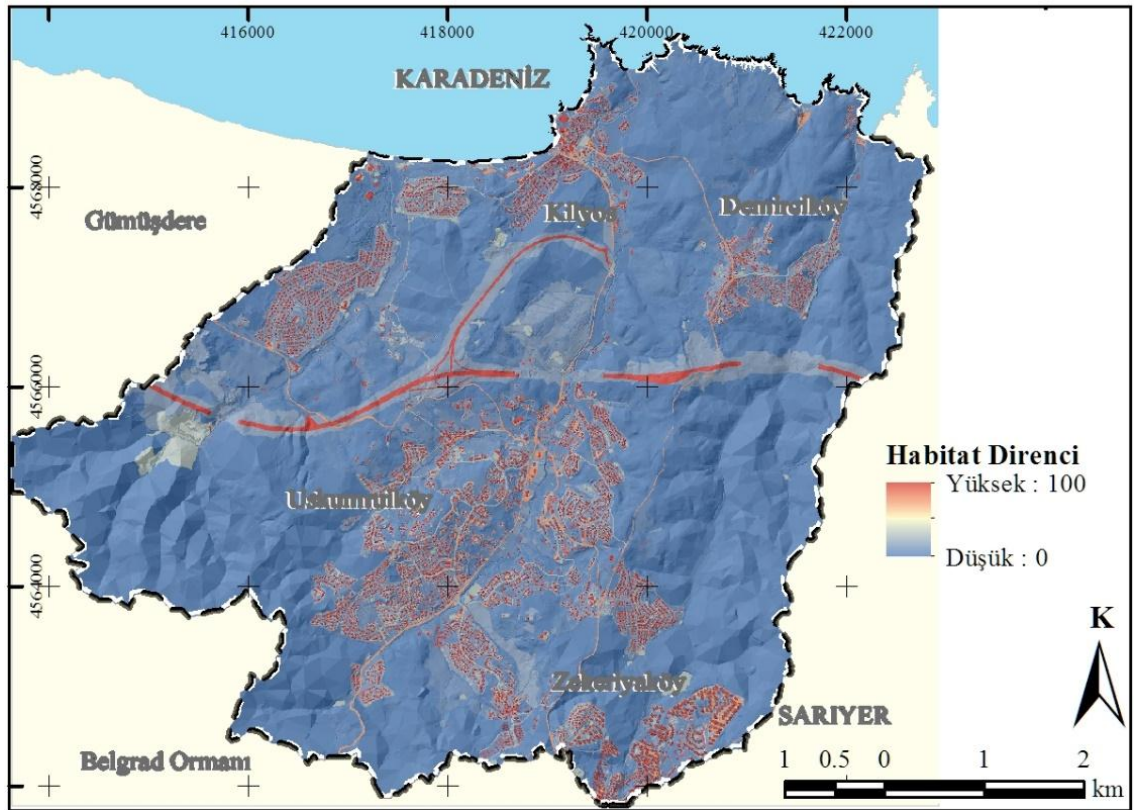 416000
418000
420000
422000
KARADENİZ
4568000
Gümüşdere
Kilyos
Demirciköy
4566000
Habitat Direnci
Yüksek : 100
Düşük : 0
Uskumruköy
4564000
K
Zekeriyaköy
SARIYER
Belgrad Ormanı
1 0.5 0 1 2
km